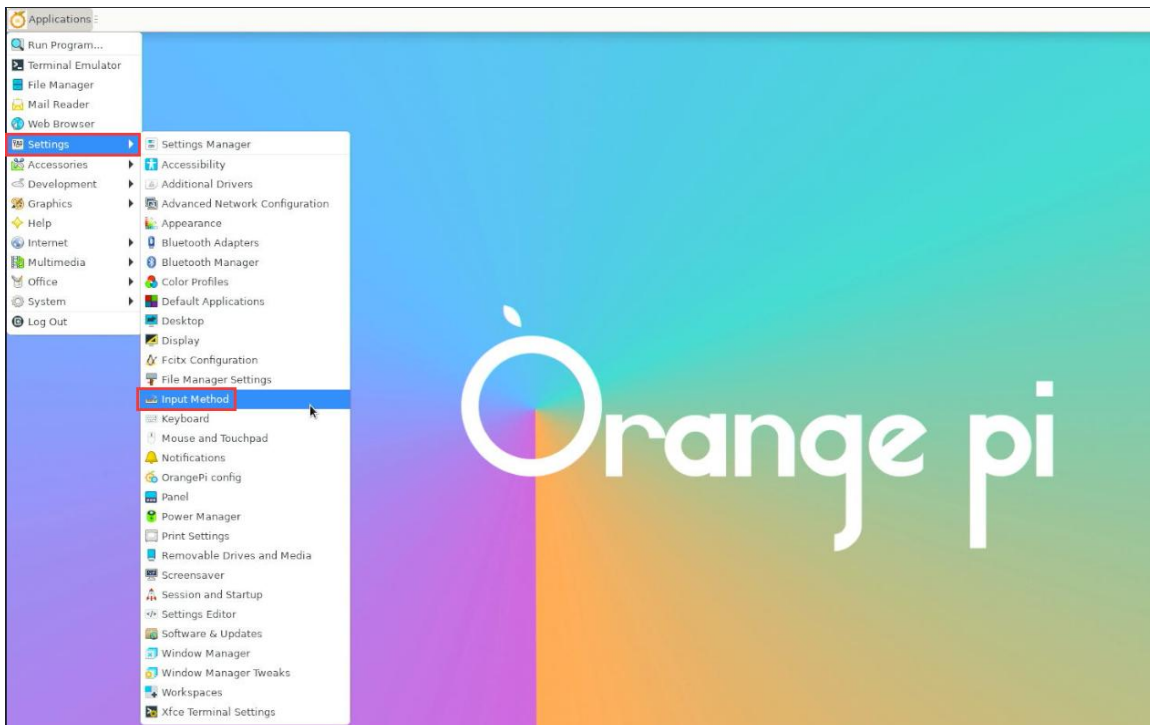 Applications
Run Program...
Terminal Emulator
File Manager
Mail Reader
Web Browser
Settings
Accessories
Development
Graphics
Help
Internet
Multimedia
Office
System
Log Out
Settings Manager
Accessibility
Additional Drivers
Advanced Network Configuration
Appearance
Bluetooth Adapters
Bluetooth Manager
Color Profiles
Default Applications
Desktop
Display
Fcitx Configuration
File Manager Settings
Input Method
Keyboard
Mouse and Touchpad
Notifications
OrangePi config
Panel
Power Manager
Print Settings
Removable Drives and Media
Screensaver
Session and Startup
Settings Editor
Software & Updates
Window Manager
Window Manager Tweaks
Workspaces
Xfce Terminal Settings
Orange pi